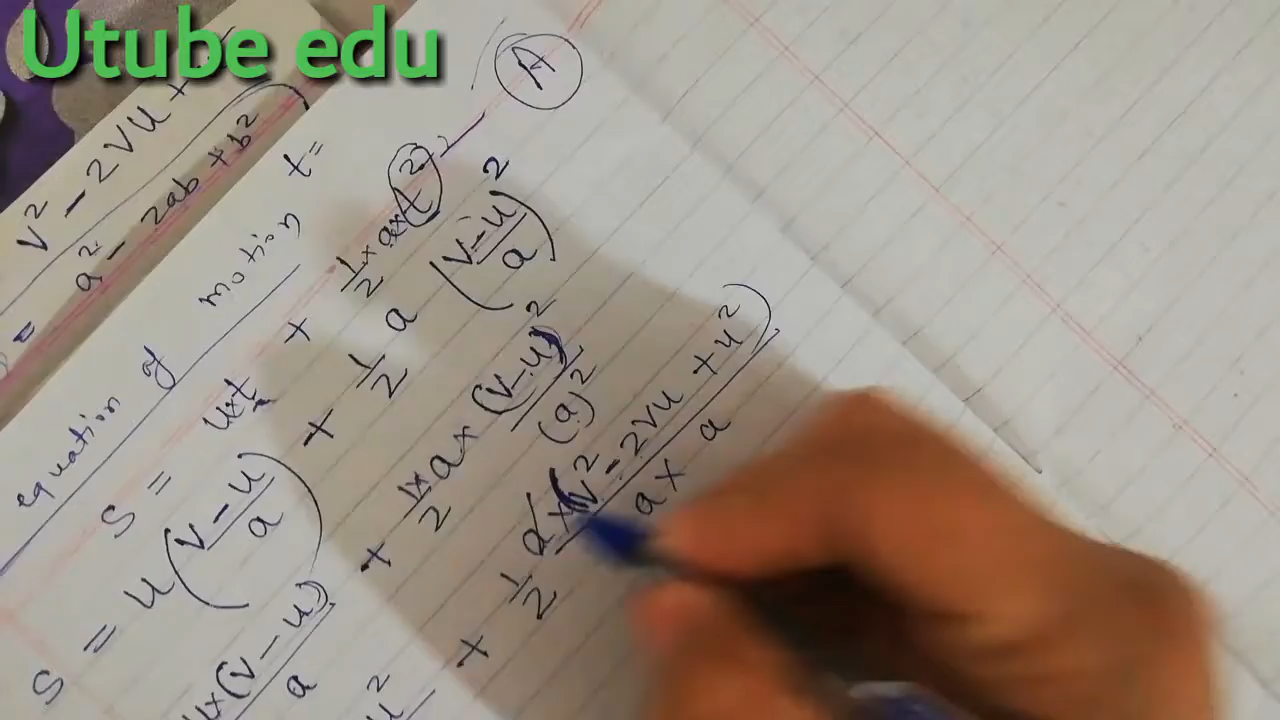 Utube edu
V² - 2VU +
= a² - 2ab + b²
A
equation of motion t=
S = u×t + 1/2 × a×t²
S = u((V-u)/a) + 1/2 a ((V-u)/a)²
u×(V-u)/a + 1/2 × a× (V-u)²/(a)²
u² + 1/2 a×(V² - 2Vu + u²)/a × a